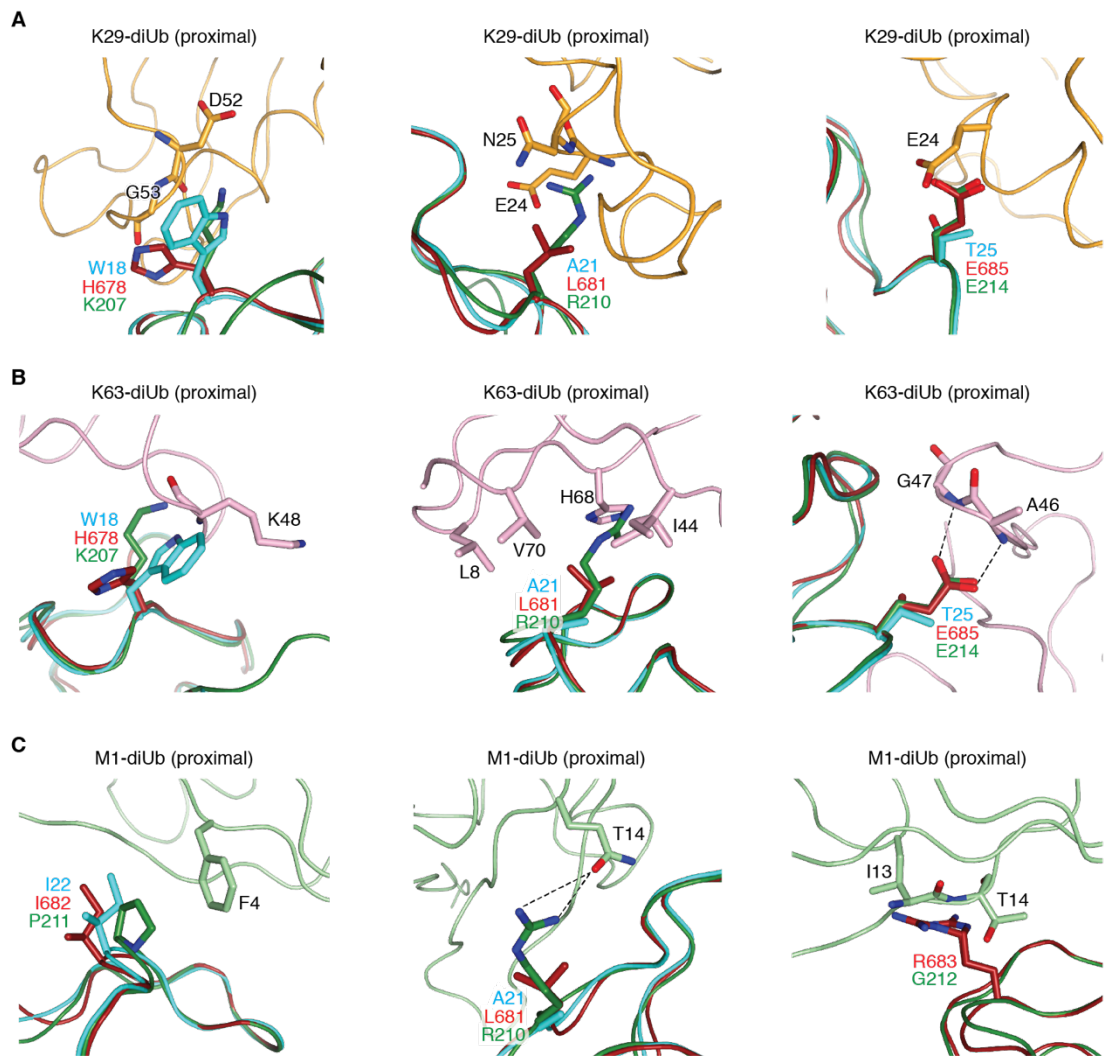 A
K29-diUb (proximal)
K29-diUb (proximal)
K29-diUb (proximal)
D52
G53
W18
H678
K207
N25
E24
A21
L681
R210
E24
T25
E685
E214
B
K63-diUb (proximal)
K63-diUb (proximal)
K63-diUb (proximal)
K48
W18
H678
K207
H68
I44
V70
L8
A21
L681
R210
G47
A46
T25
E685
E214
C
M1-diUb (proximal)
M1-diUb (proximal)
M1-diUb (proximal)
I22
I682
P211
F4
T14
A21
L681
R210
I13
T14
R683
G212